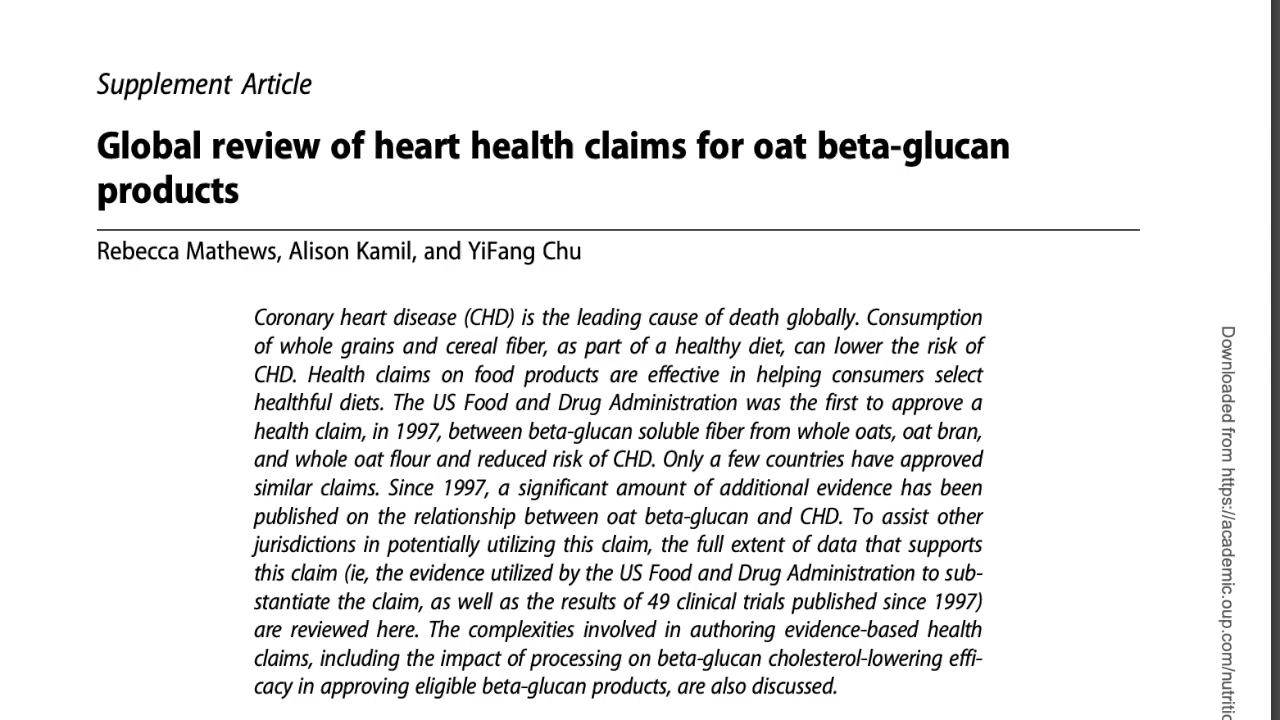 Supplement Article
Global review of heart health claims for oat beta-glucan
products
Rebecca Mathews, Alison Kamil, and YiFang Chu
Coronary heart disease (CHD) is the leading cause of death globally. Consumption
of whole grains and cereal fiber, as part of a healthy diet, can lower the risk of
CHD. Health claims on food products are effective in helping consumers select
healthful diets. The US Food and Drug Administration was the first to approve a
health claim, in 1997, between beta-glucan soluble fiber from whole oats, oat bran,
and whole oat flour and reduced risk of CHD. Only a few countries have approved
similar claims. Since 1997, a significant amount of additional evidence has been
published on the relationship between oat beta-glucan and CHD. To assist other
jurisdictions in potentially utilizing this claim, the full extent of data that supports
this claim (ie, the evidence utilized by the US Food and Drug Administration to sub-
stantiate the claim, as well as the results of 49 clinical trials published since 1997)
are reviewed here. The complexities involved in authoring evidence-based health
claims, including the impact of processing on beta-glucan cholesterol-lowering effi-
cacy in approving eligible beta-glucan products, are also discussed.
Downloaded from https://academic.oup.com/nutritic